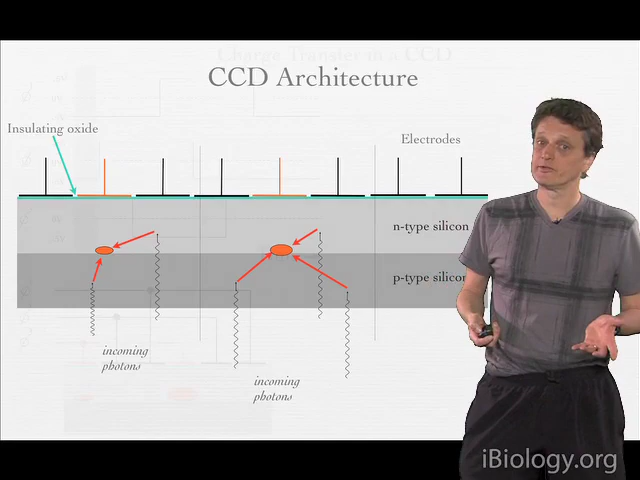 Charge Transfer in a CCD
CCD Architecture
Insulating oxide
Electrodes
n-type silicon
p-type silicon
incoming
photons
incoming
photons
iBiology.org